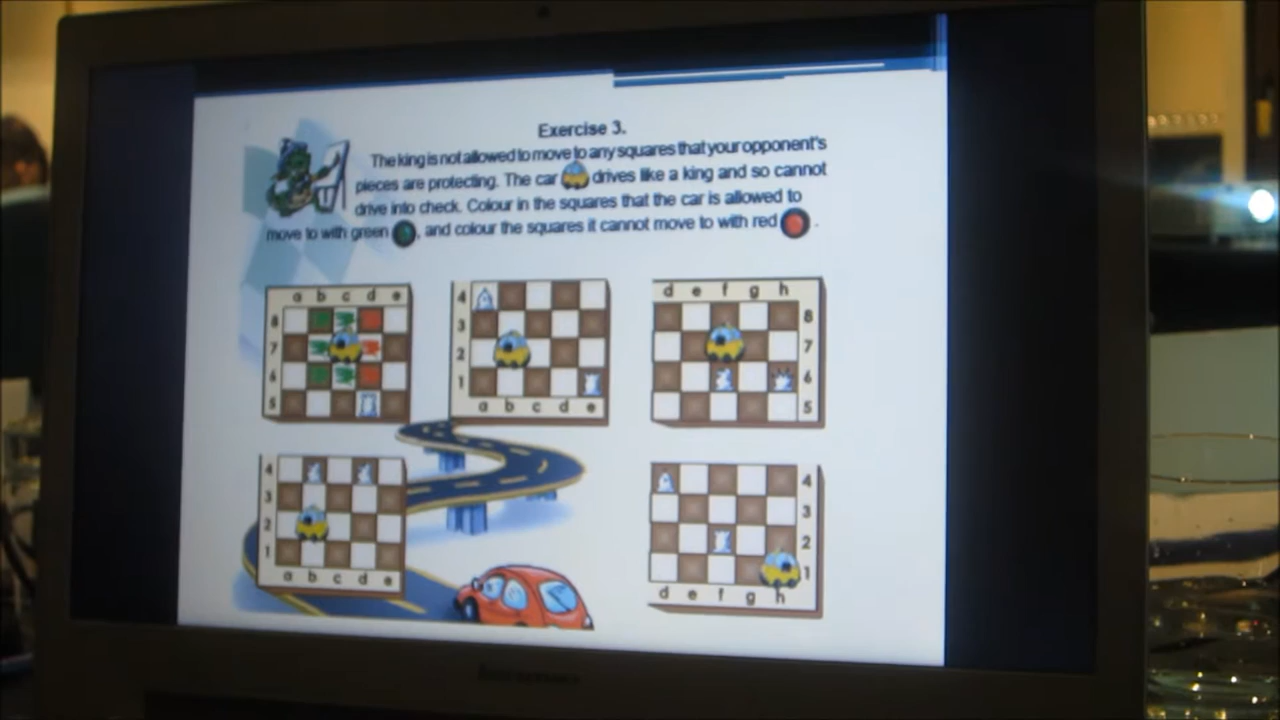 Exercise 3.
The king is not allowed to move to any squares that your opponent's
pieces are protecting. The car drives like a king and so cannot
drive into check. Colour in the squares that the car is allowed to
move to with green , and colour the squares it cannot move to with red .
a b c d e
8
7
6
5
4
3
2
1
a b c d e
d e f g h
8
7
6
5
4
3
2
1
a b c d e
4
3
2
1
d e f g h